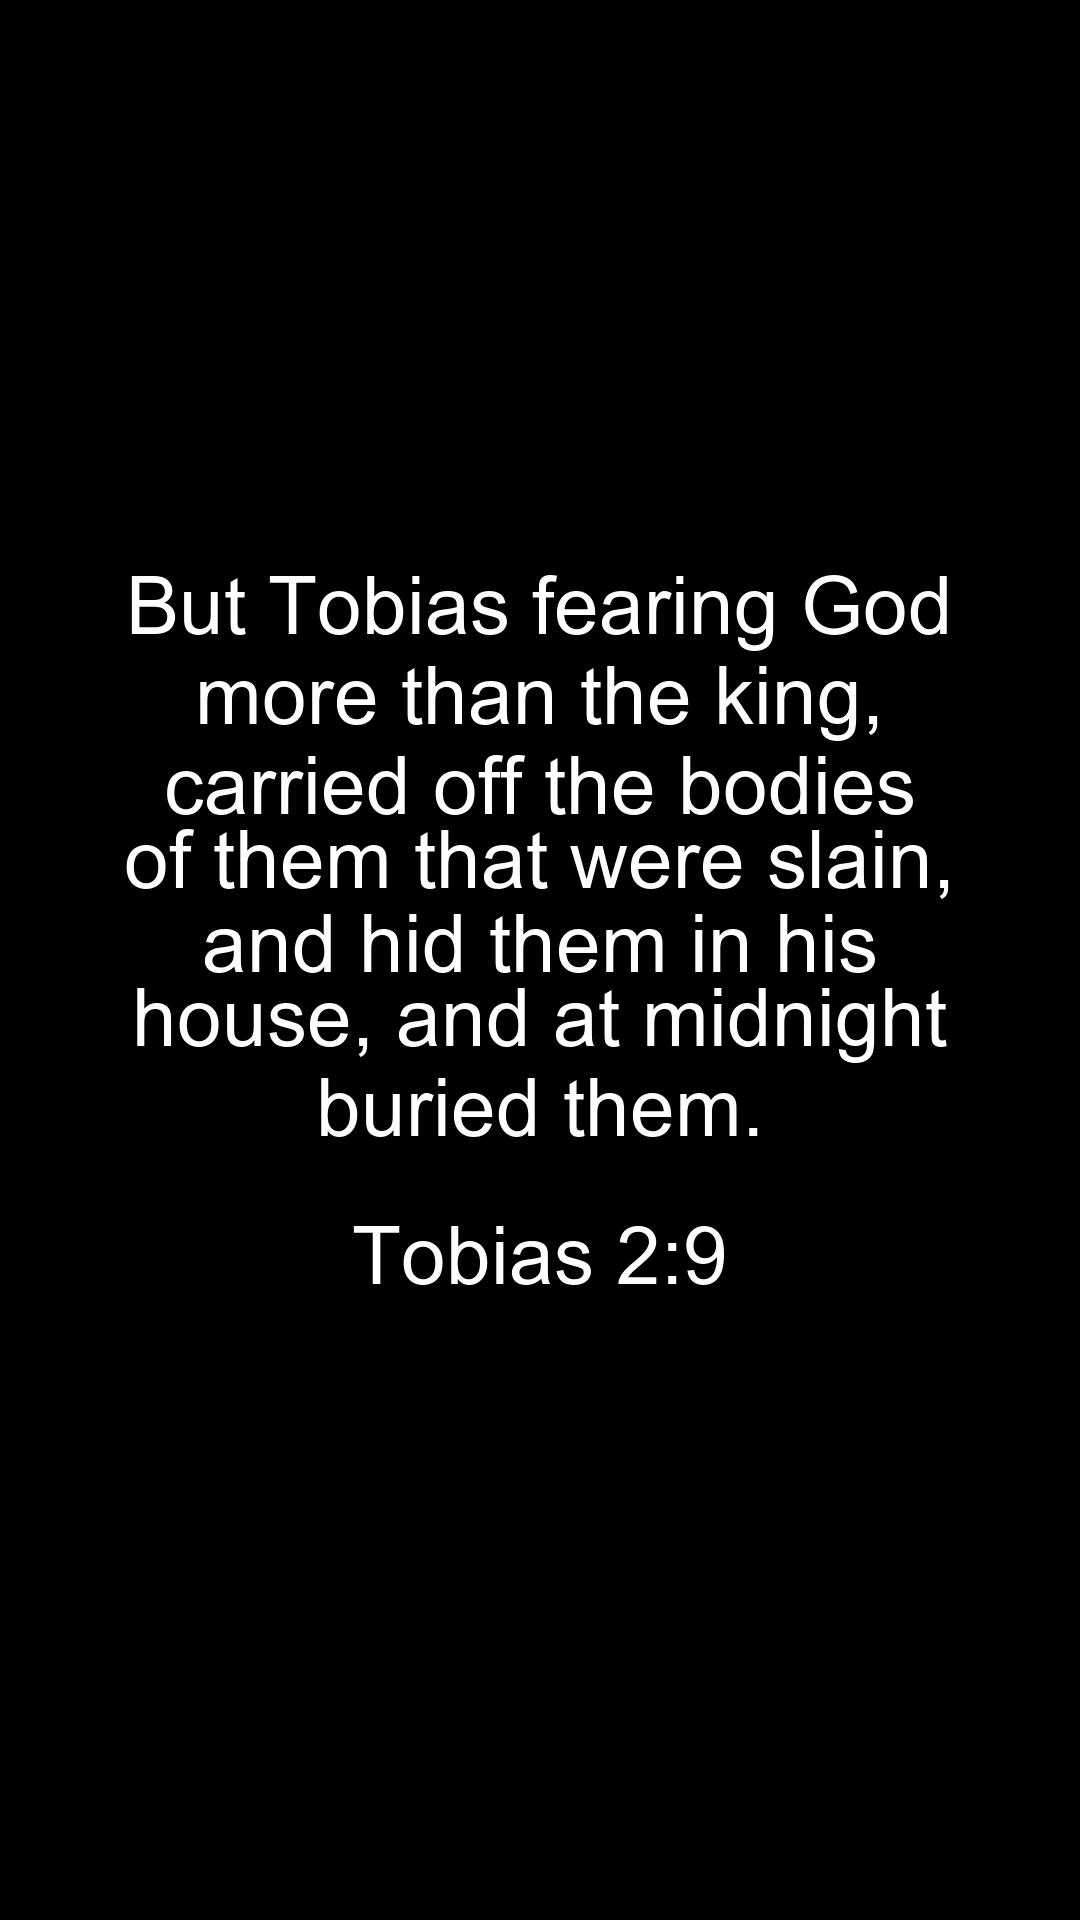 But Tobias fearing God
more than the king,
carried off the bodies
of them that were slain,
and hid them in his
house, and at midnight
buried them.
Tobias 2:9